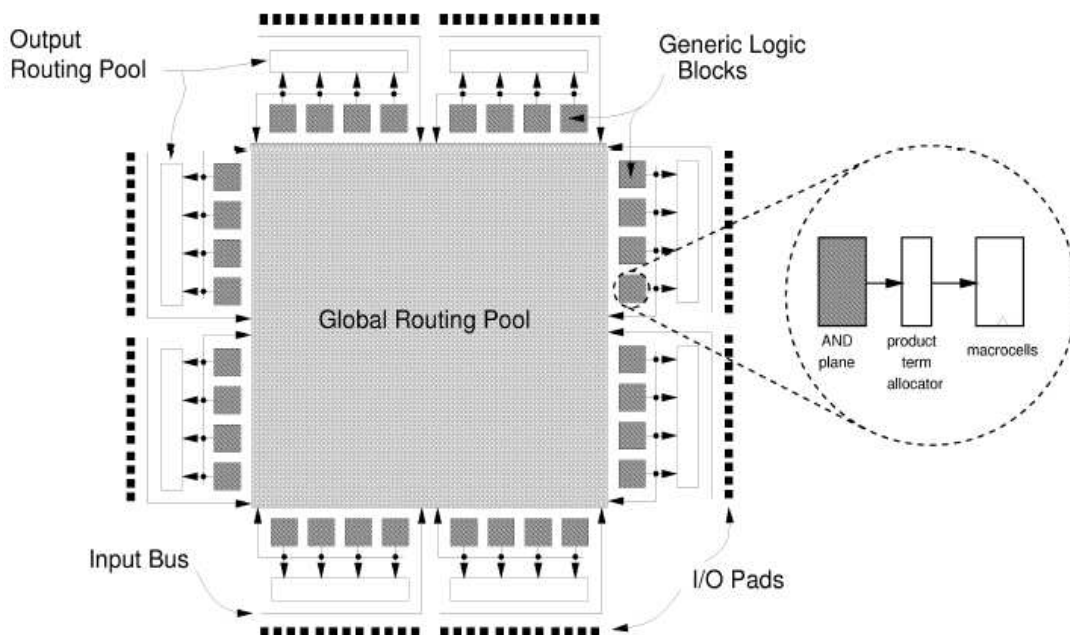 Output
Routing Pool
Generic Logic
Blocks
Global Routing Pool
AND
plane
product
term
allocator
macrocells
Input Bus
I/O Pads